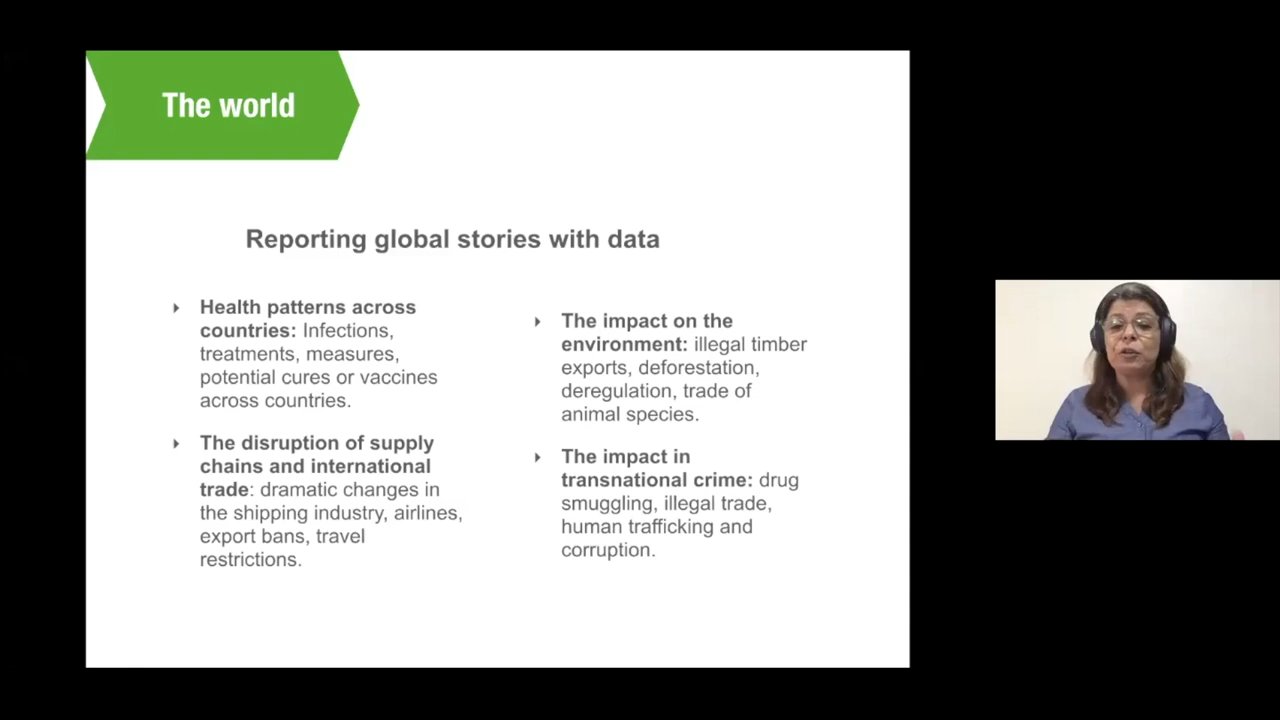 The world
Reporting global stories with data
Health patterns across
countries: Infections,
treatments, measures,
potential cures or vaccines
across countries.
The disruption of supply
chains and international
trade: dramatic changes in
the shipping industry, airlines,
export bans, travel
restrictions.
The impact on the
environment: illegal timber
exports, deforestation,
deregulation, trade of
animal species.
The impact in
transnational crime: drug
smuggling, illegal trade,
human trafficking and
corruption.